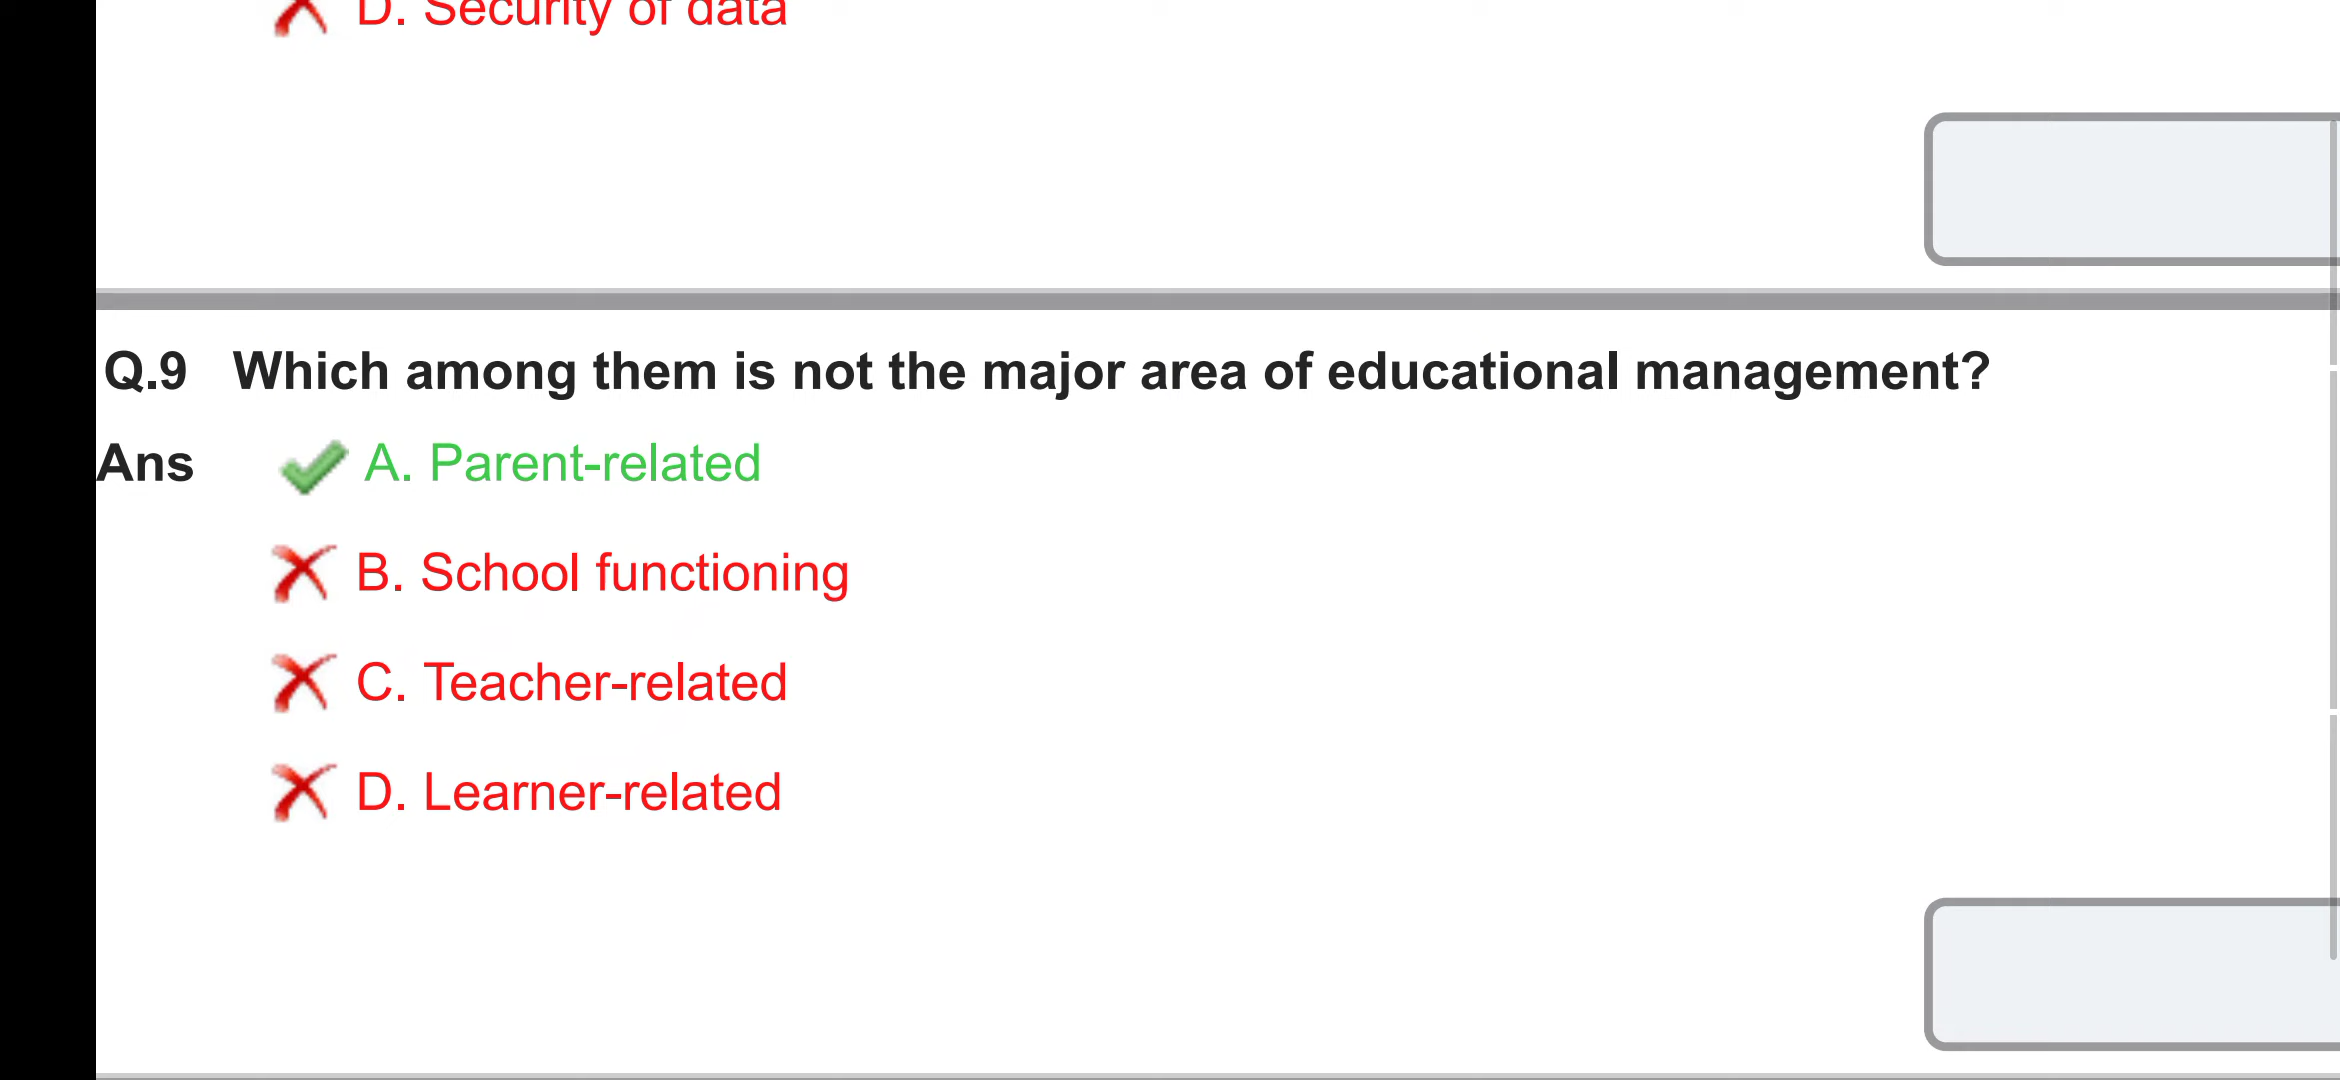 D. Security of data
Q.9 Which among them is not the major area of educational management?
Ans A. Parent-related
B. School functioning
C. Teacher-related
D. Learner-related